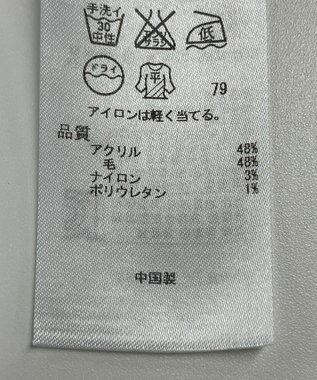 手洗イ
30
中性
エンソ
サラシ
低
ドライ
平
79
アイロンは軽く当てる。
品質
アクリル 48%
毛 48%
ナイロン 3%
ポリウレタン 1%
中国製